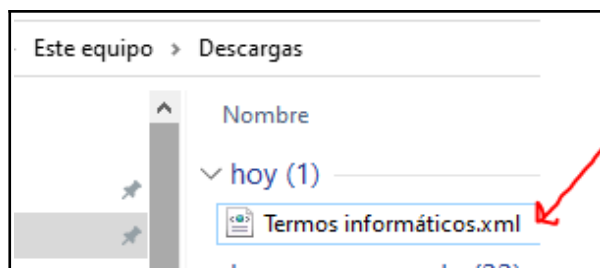 Este equipo > Descargas
Nombre
hoy (1)
Termos informáticos.xml